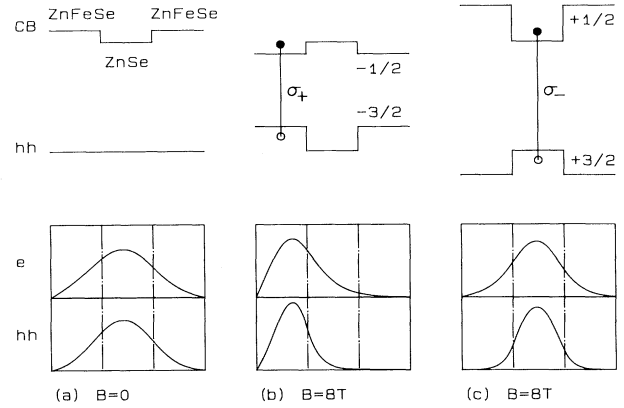 ZnFeSe ZnFeSe
CB
ZnSe
hh
σ+
-1/2
-3/2
+1/2
σ−
+3/2
e
hh
(a) B=0
(b) B=8T
(c) B=8T